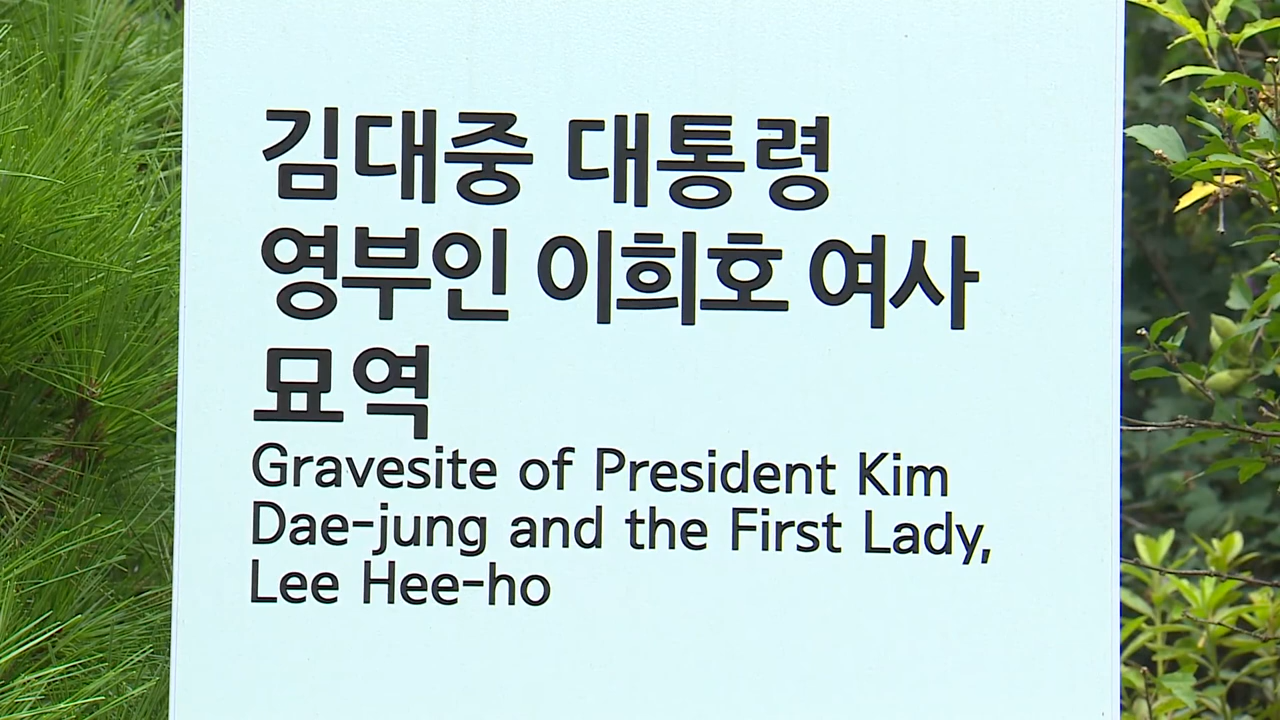 김대중 대통령
영부인 이희호 여사
묘역
Gravesite of President Kim
Dae-jung and the First Lady,
Lee Hee-ho